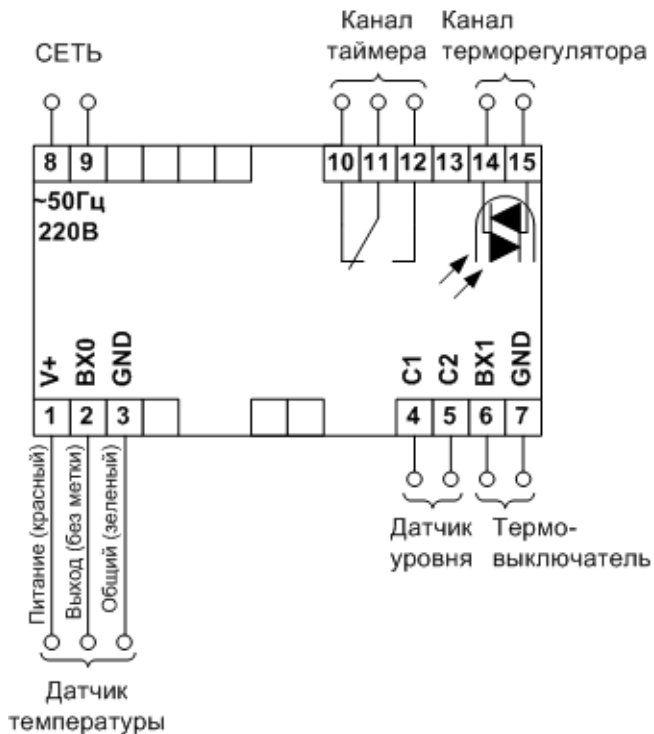 Канал
таймера
Канал
терморегулятора
СЕТЬ
8 9 10 11 12 13 14 15
~50Гц
220В
V+
BX0
GND
C1
C2
BX1
GND
1 2 3 4 5 6 7
Питание (красный)
Выход (без метки)
Общий (зеленый)
Датчик
уровня
Термо-
выключатель
Датчик
температуры